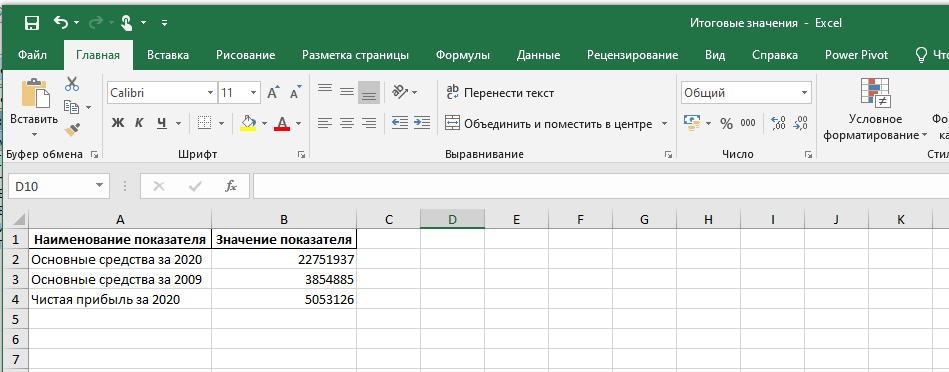 Итоговые значения - Excel
Файл Главная Вставка Рисование Разметка страницы Формулы Данные Рецензирование Вид Справка Power Pivot
Вставить
Calibri 11 А А
Ж К Ч А
ab Перенести текст
Объединить и поместить в центре
Общий
% 000 ,00
Условное форматирование
Буфер обмена Шрифт Выравнивание Число
D10 fx
A B C D E F G H I J K
1 Наименование показателя Значение показателя
2 Основные средства за 2020 22751937
3 Основные средства за 2009 3854885
4 Чистая прибыль за 2020 5053126
5
6
7